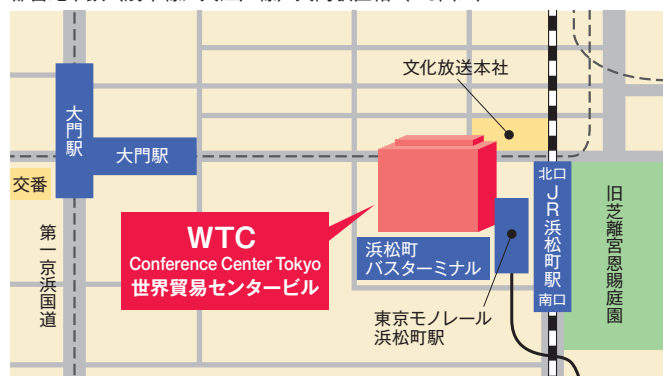 文化放送本社
大門駅
大門駅
交番
北口
JR浜松町駅
南口
旧芝離宮恩賜庭園
第一京浜国道
WTC
Conference Center Tokyo
世界貿易センタービル
浜松町
バスターミナル
東京モノレール
浜松町駅